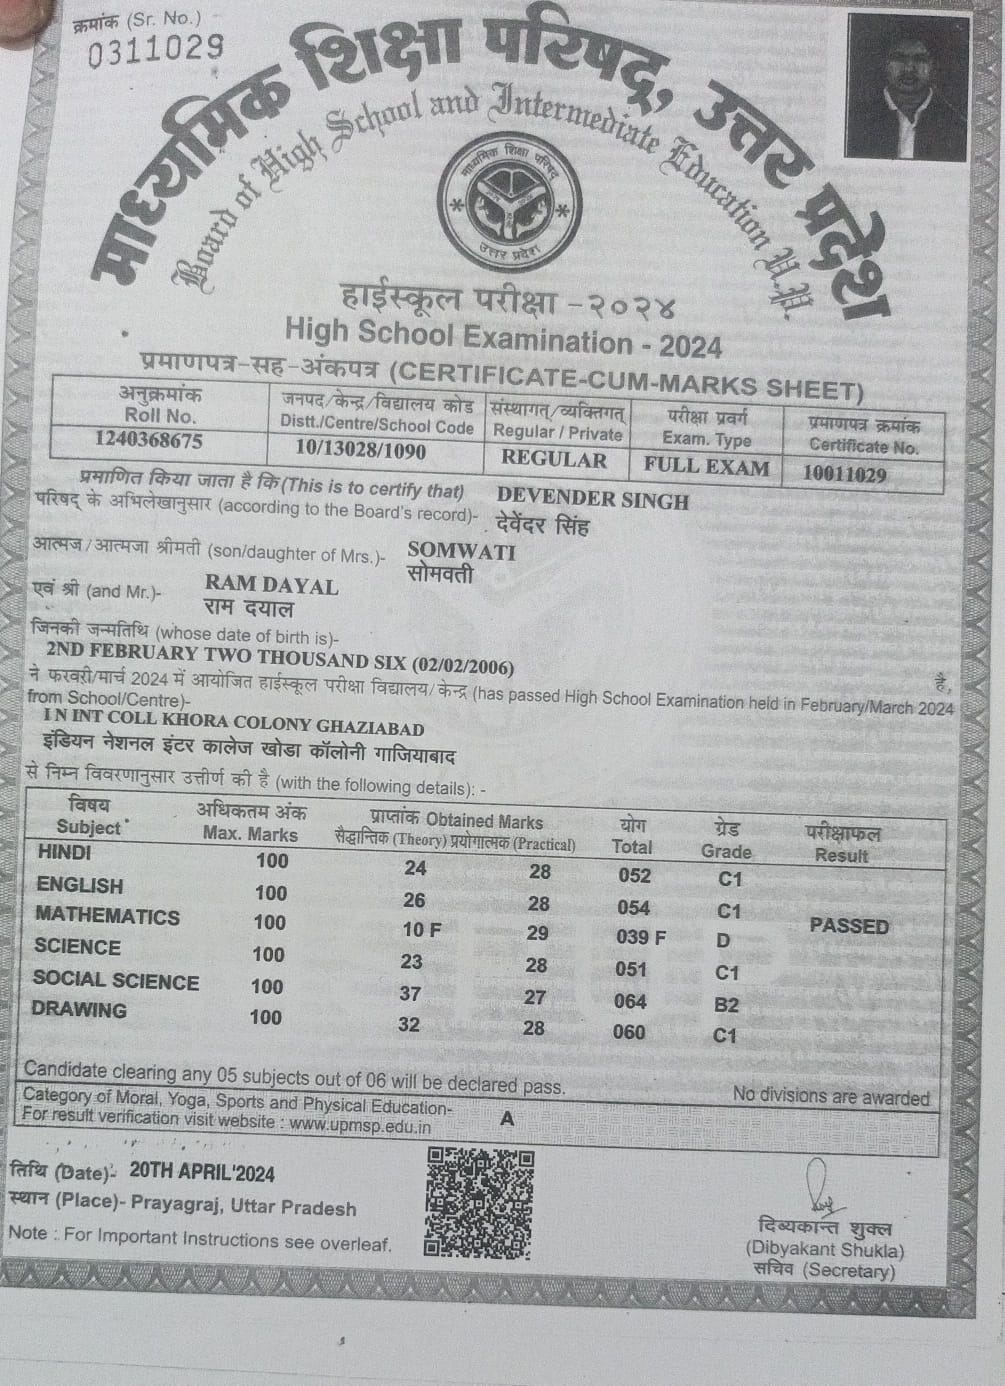 क्रमांक (Sr. No.)
0311029
माध्यमिक शिक्षा परिषद्, उत्तर प्रदेश
Board of High School and Intermediate Education U.P.
माध्यमिक शिक्षा परिषद
उत्तर प्रदेश
हाईस्कूल परीक्षा - २०२४
High School Examination - 2024
प्रमाणपत्र-सह-अंकपत्र (CERTIFICATE-CUM-MARKS SHEET)
अनुक्रमांक जनपद/केन्द्र/विद्यालय कोड संस्थागत्/व्यक्तिगत् परीक्षा प्रवर्ग प्रमाणपत्र क्रमांक
Roll No. Distt./Centre/School Code Regular / Private Exam. Type Certificate No.
1240368675 10/13028/1090 REGULAR FULL EXAM 10011029
प्रमाणित किया जाता है कि (This is to certify that) DEVENDER SINGH
परिषद् के अभिलेखानुसार (according to the Board's record)- देवेंदर सिंह
आत्मज/आत्मजा श्रीमती (son/daughter of Mrs.)- SOMWATI
सोमवती
एवं श्री (and Mr.)- RAM DAYAL
राम दयाल
जिनकी जन्मतिथि (whose date of birth is)-
2ND FEBRUARY TWO THOUSAND SIX (02/02/2006) है,
ने फरवरी/मार्च 2024 में आयोजित हाईस्कूल परीक्षा विद्यालय/केन्द्र (has passed High School Examination held in February/March 2024
from School/Centre)-
I N INT COLL KHORA COLONY GHAZIABAD
इंडियन नेशनल इंटर कालेज खोडा कॉलोनी गाजियाबाद
से निम्न विवरणानुसार उत्तीर्ण की है (with the following details): -
विषय अधिकतम अंक प्राप्तांक Obtained Marks योग ग्रेड परीक्षाफल
Subject Max. Marks सैद्धान्तिक (Theory) प्रयोगात्मक (Practical) Total Grade Result
HINDI 100 24 28 052 C1
ENGLISH 100 26 28 054 C1 PASSED
MATHEMATICS 100 10 F 29 039 F D
SCIENCE 100 23 28 051 C1
SOCIAL SCIENCE 100 37 27 064 B2
DRAWING 100 32 28 060 C1
Candidate clearing any 05 subjects out of 06 will be declared pass. No divisions are awarded
Category of Moral, Yoga, Sports and Physical Education- A
For result verification visit website : www.upmsp.edu.in
तिथि (Date)- 20TH APRIL'2024
स्थान (Place)- Prayagraj, Uttar Pradesh
Note : For Important Instructions see overleaf.
दिब्यकान्त शुक्ल
(Dibyakant Shukla)
सचिव (Secretary)